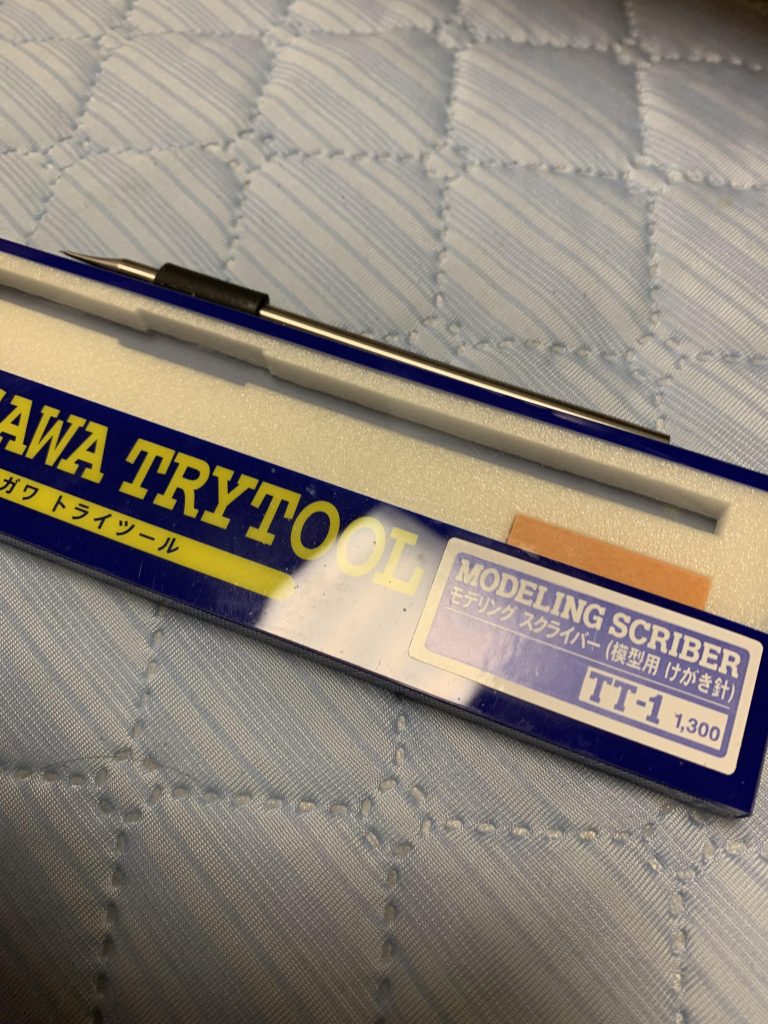 AWA TRYTOOL
ガワ トライツール
MODELING SCRIBER
モデリング スクライバー (模型用 けがき針)
TT-1 1,300